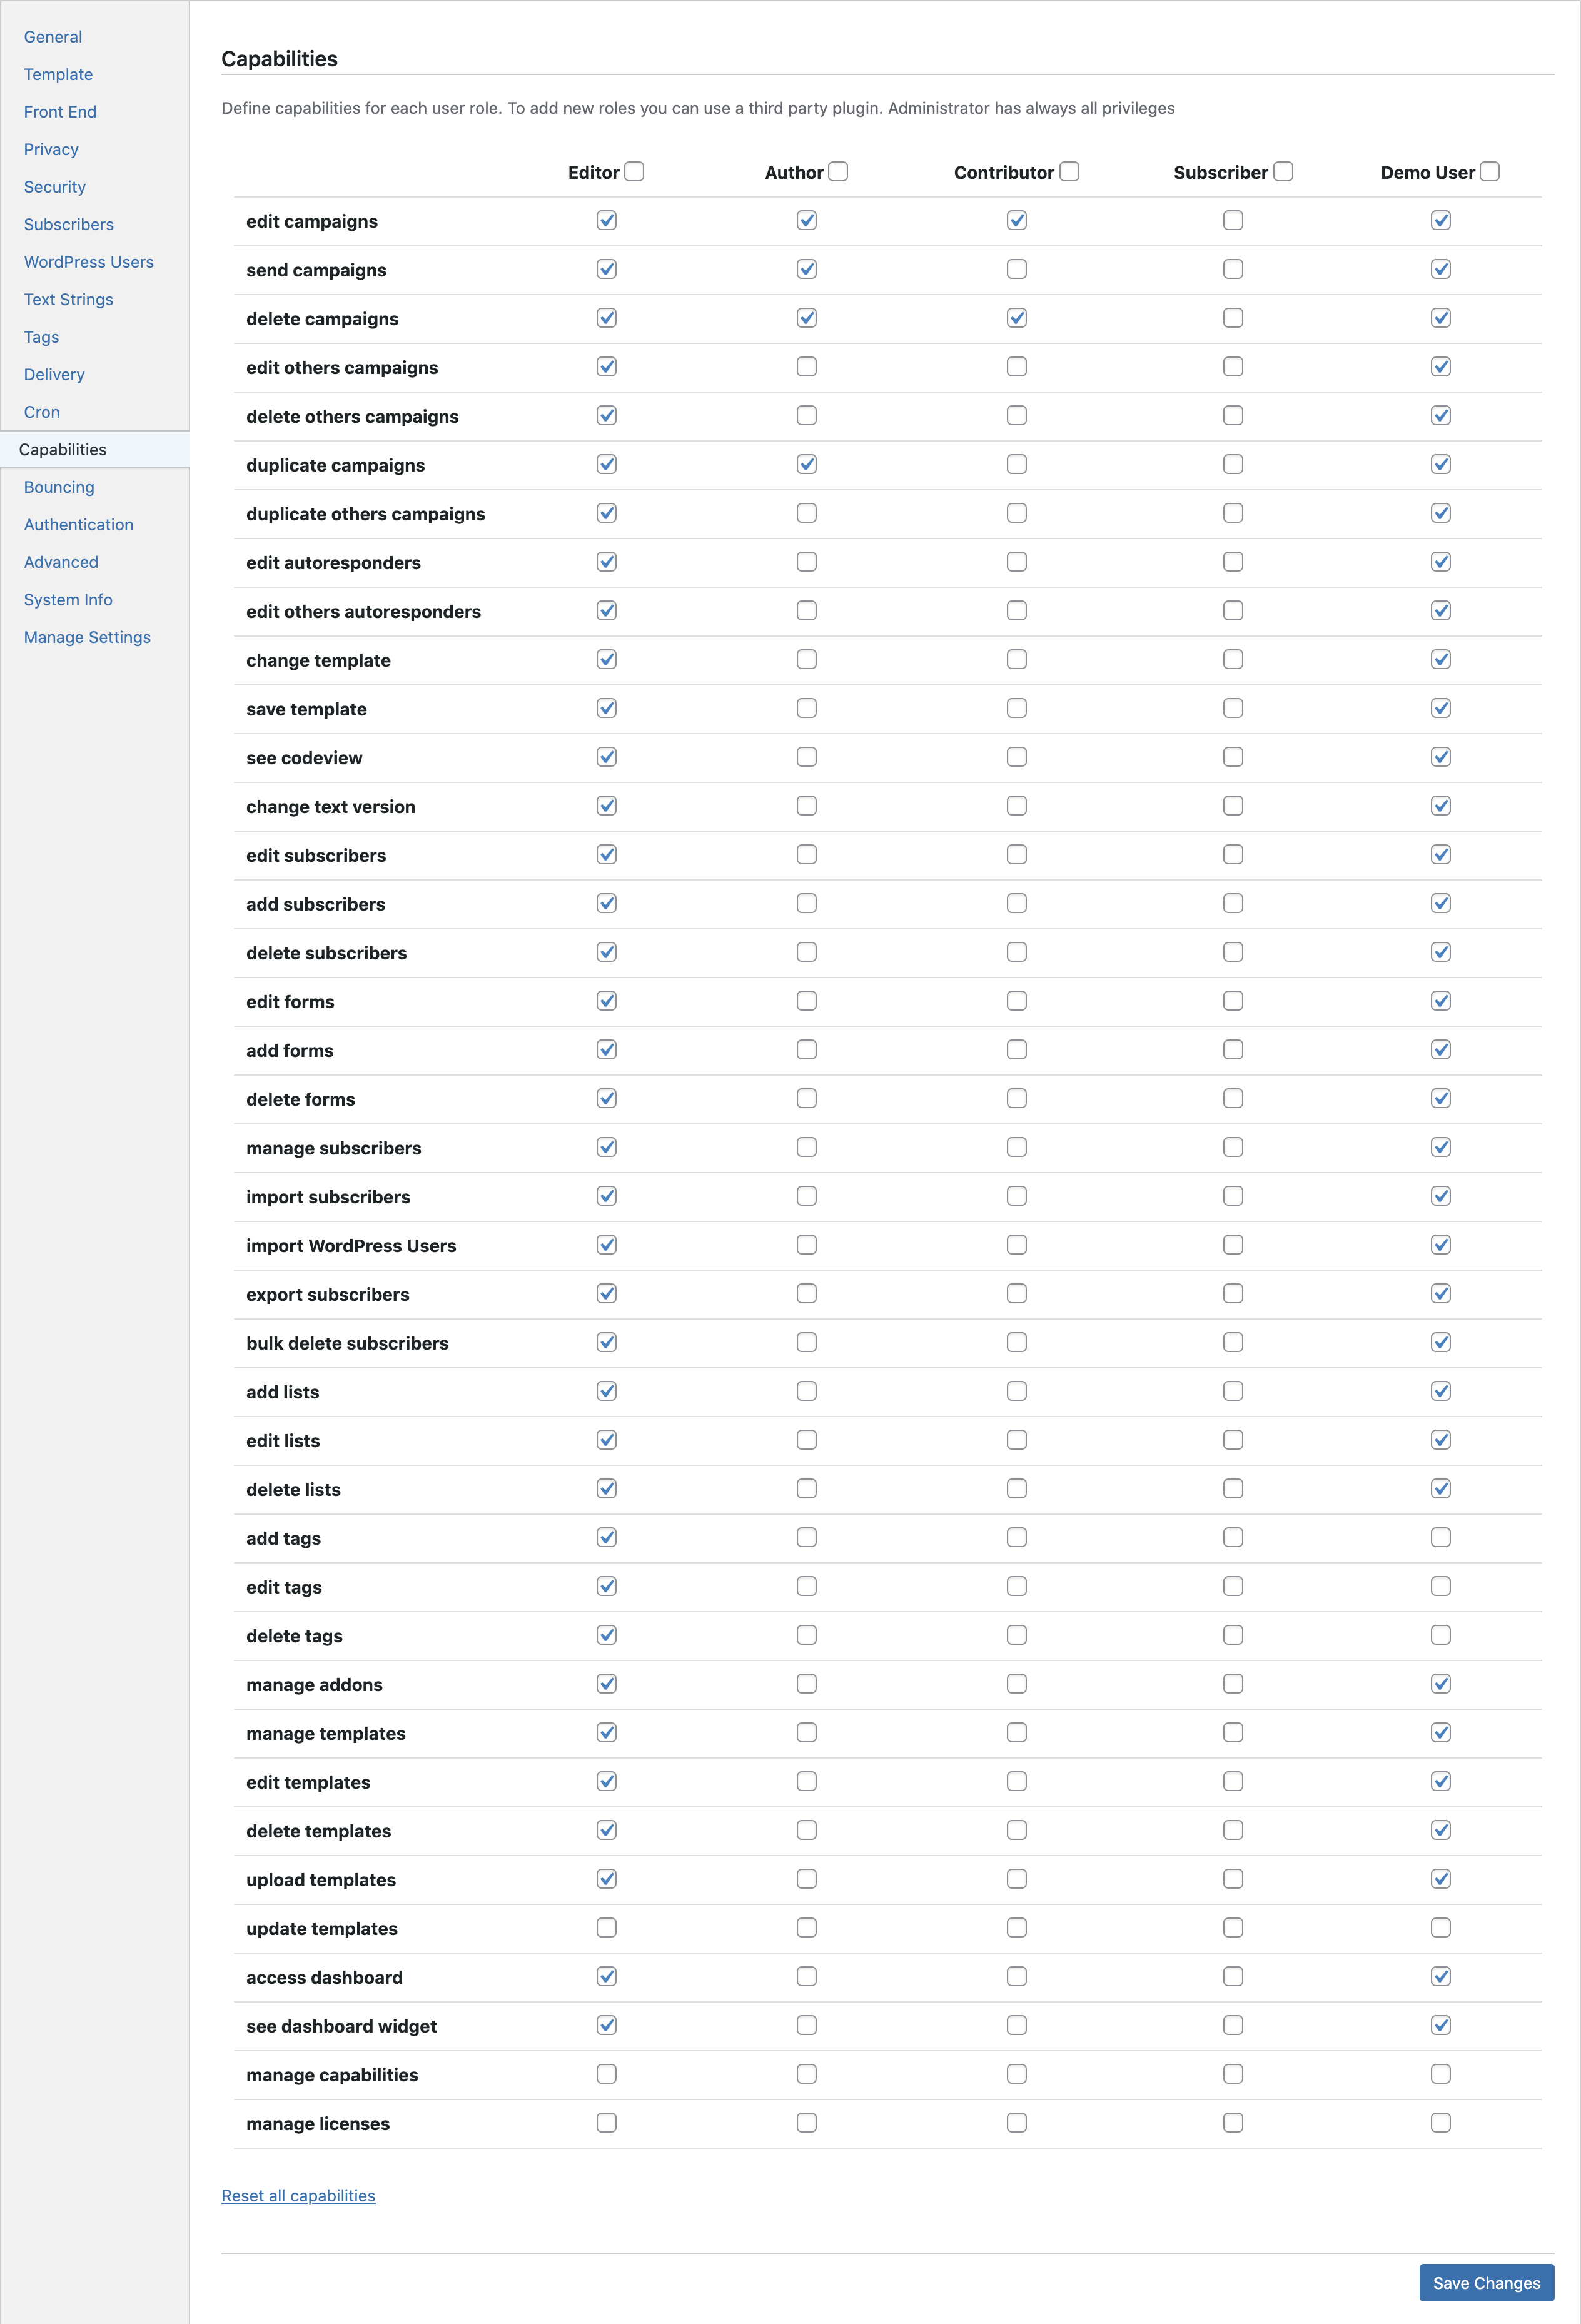 General
Template
Front End
Privacy
Security
Subscribers
WordPress Users
Text Strings
Tags
Delivery
Cron
Capabilities
Bouncing
Authentication
Advanced
System Info
Manage Settings
Capabilities
Define capabilities for each user role. To add new roles you can use a third party plugin. Administrator has always all privileges
Editor Author Contributor Subscriber Demo User
edit campaigns
send campaigns
delete campaigns
edit others campaigns
delete others campaigns
duplicate campaigns
duplicate others campaigns
edit autoresponders
edit others autoresponders
change template
save template
see codeview
change text version
edit subscribers
add subscribers
delete subscribers
edit forms
add forms
delete forms
manage subscribers
import subscribers
import WordPress Users
export subscribers
bulk delete subscribers
add lists
edit lists
delete lists
add tags
edit tags
delete tags
manage addons
manage templates
edit templates
delete templates
upload templates
update templates
access dashboard
see dashboard widget
manage capabilities
manage licenses
Reset all capabilities
Save Changes